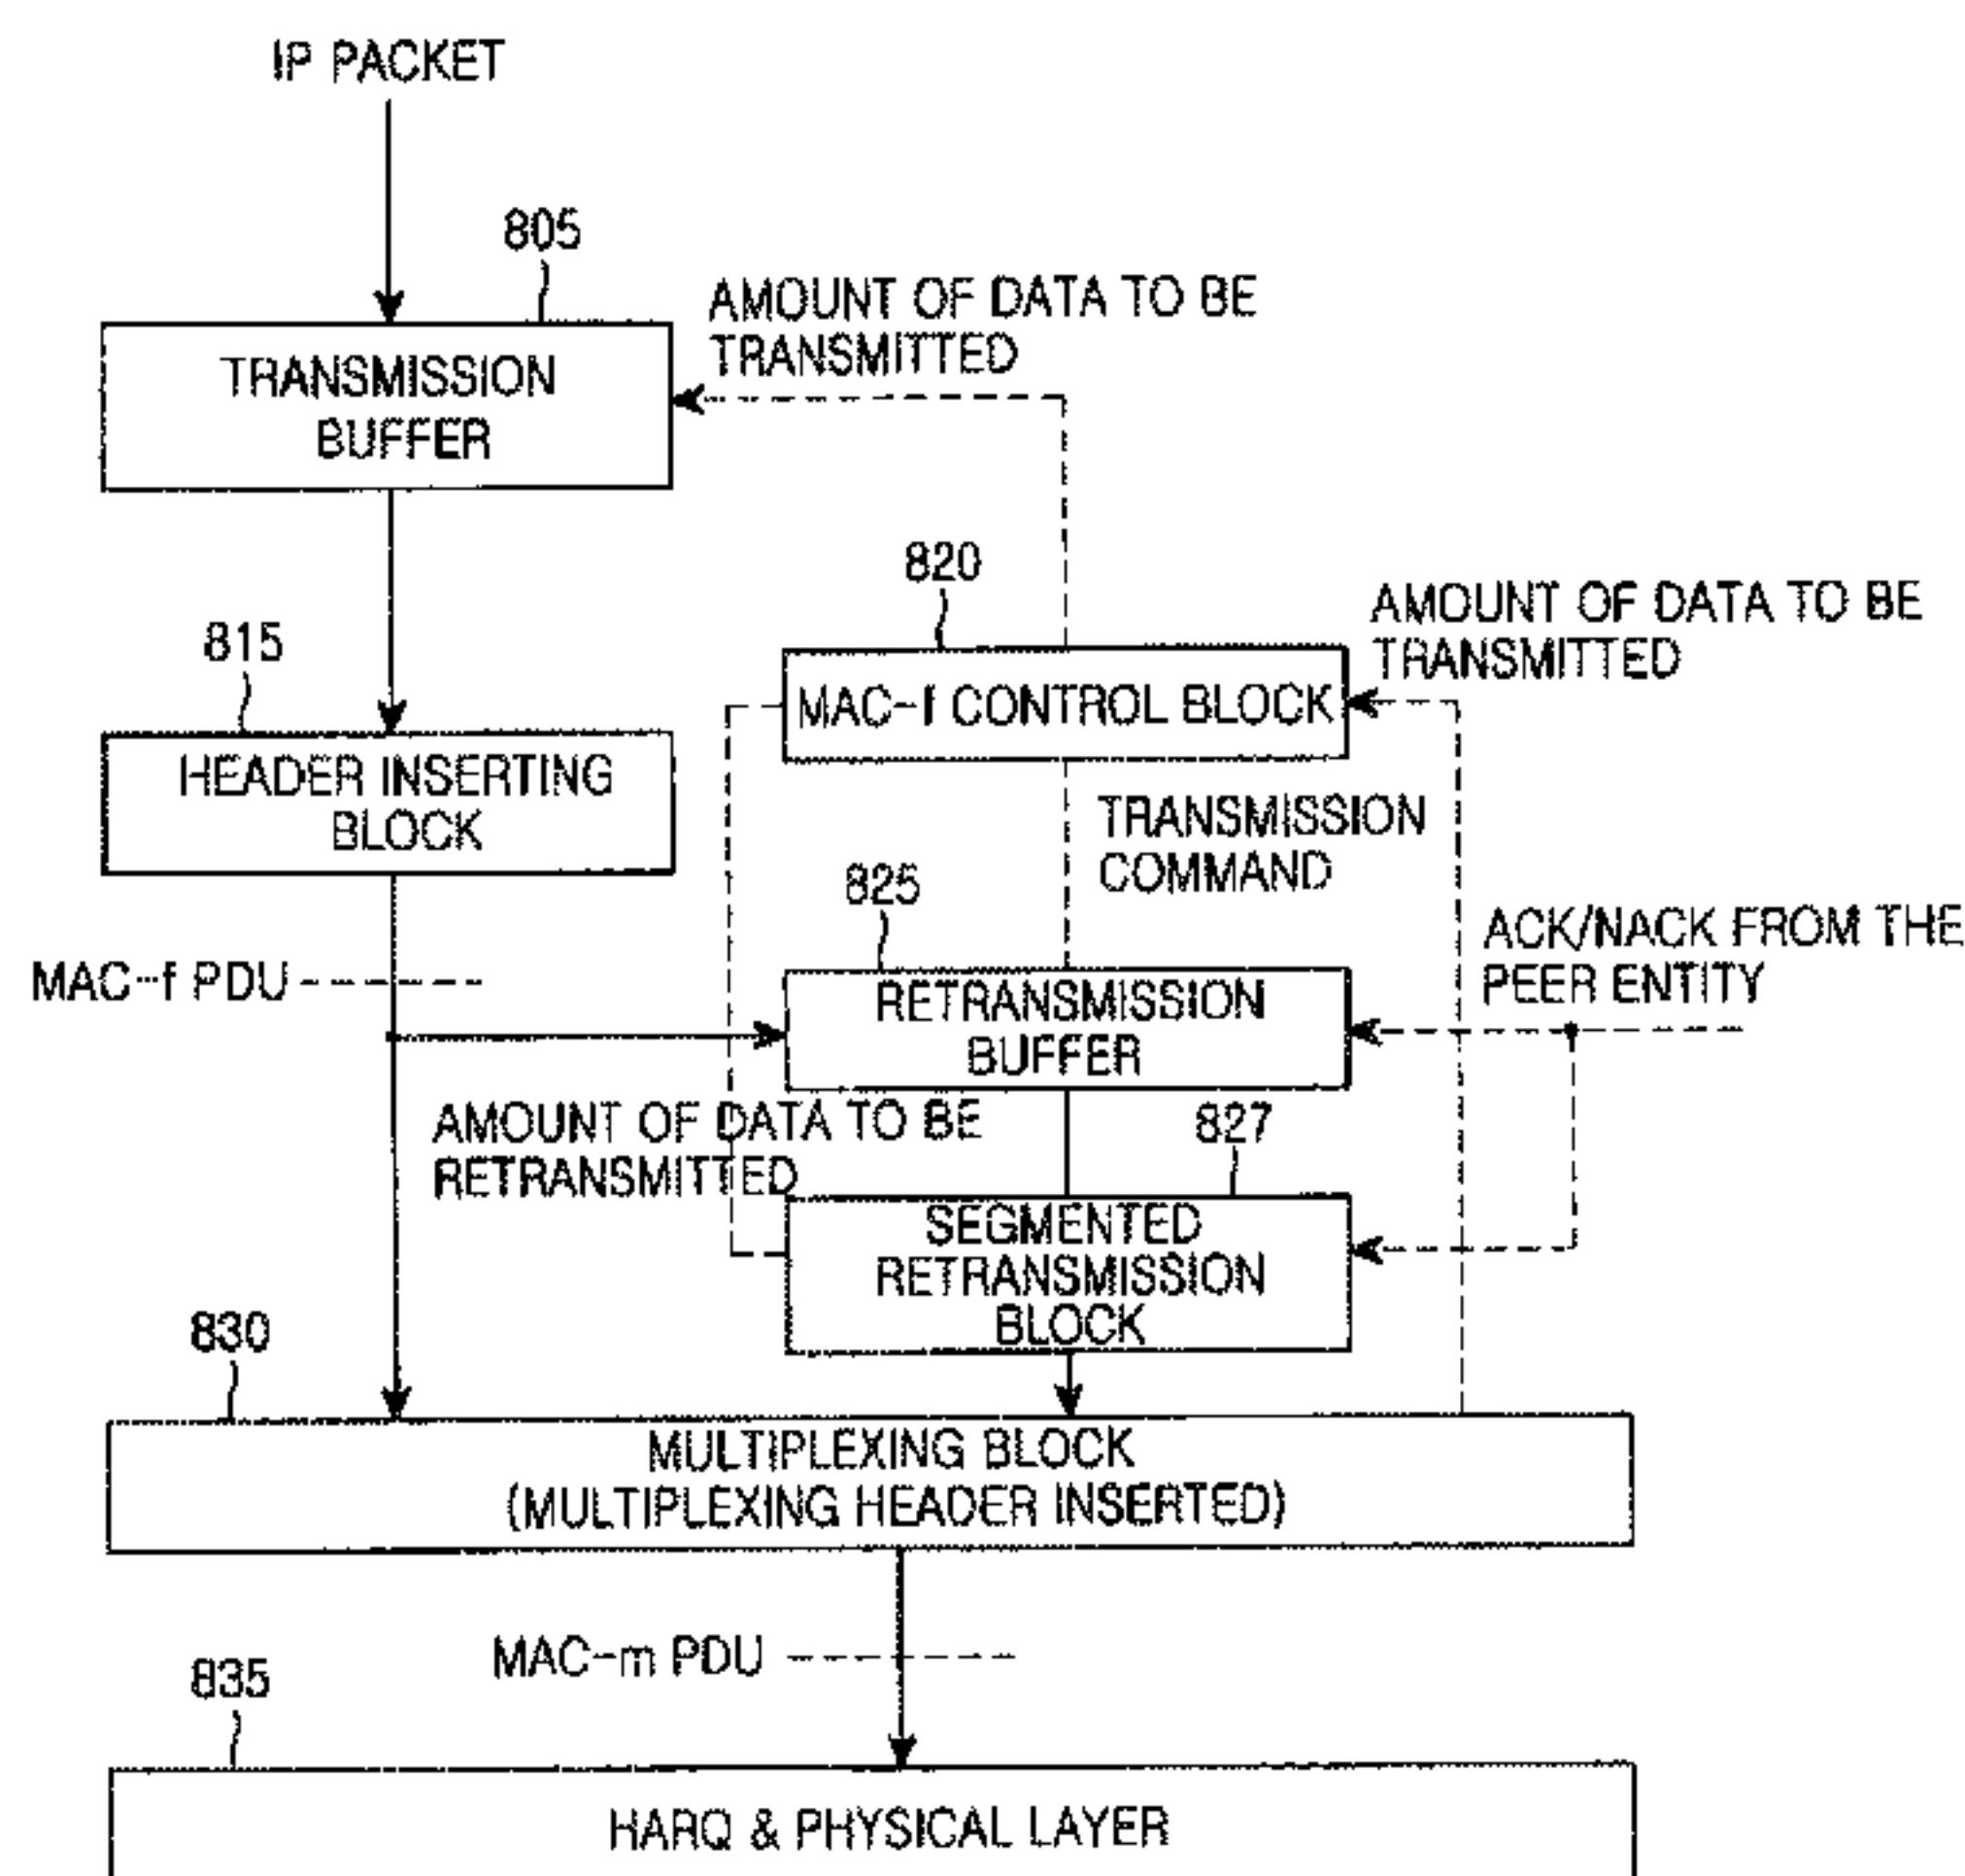 IP PACKET
805
AMOUNT OF DATA TO BE
TRANSMITTED
TRANSMISSION
BUFFER
820
AMOUNT OF DATA TO BE
TRANSMITTED
815
MAC-f CONTROL BLOCK
HEADER INSERTING
BLOCK
TRANSMISSION
COMMAND
825
ACK/NACK FROM THE
PEER ENTITY
MAC-f PDU
RETRANSMISSION
BUFFER
AMOUNT OF DATA TO BE
RETRANSMITTED
827
SEGMENTED
RETRANSMISSION
BLOCK
830
MULTIPLEXING BLOCK
(MULTIPLEXING HEADER INSERTED)
MAC-m PDU
835
HARQ & PHYSICAL LAYER